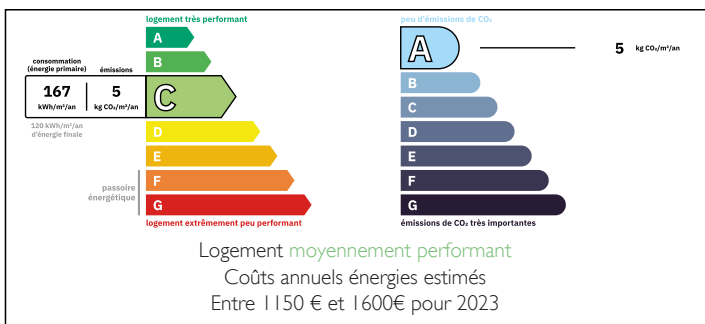 logement très performant
consommation
(énergie primaire)
émissions
167
kWh/m²/an
5
kg CO₂/m²/an
120 kWh/m²/an
d'énergie finale
passoire
énergétique
A
B
C
D
E
F
G
logement extrêmement peu performant
peu d'émissions de CO₂
A
5 kg CO₂/m²/an
B
C
D
E
F
G
émissions de CO₂ très importantes
Logement moyennement performant
Coûts annuels énergies estimés
Entre 1150 € et 1600€ pour 2023